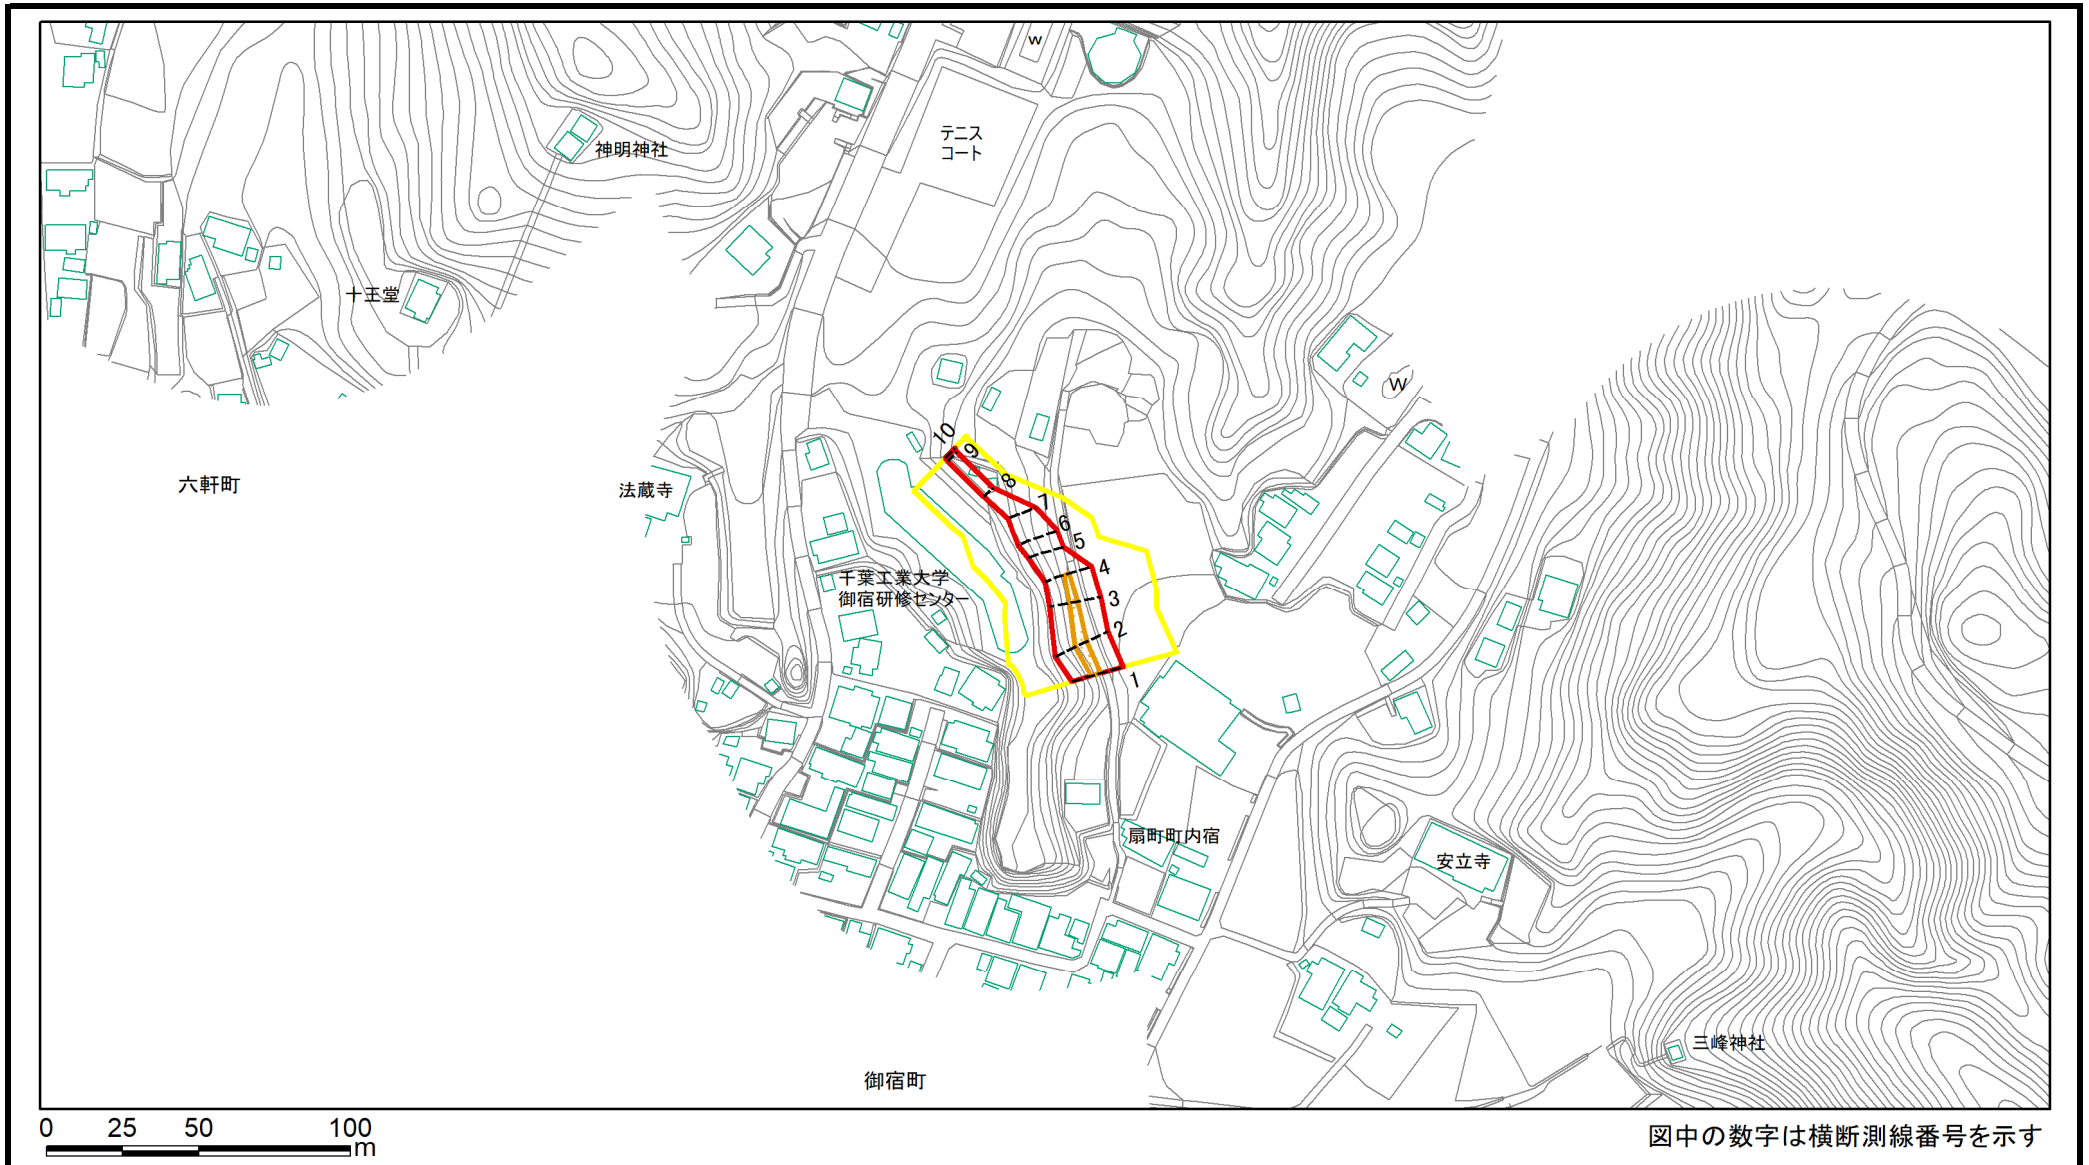 w
テニス
コート
神明神社
十王堂
W
六軒町
法蔵寺
10
9
8
7
6
5
4
3
2
1
千葉工業大学
御宿研修センター
扇町町内宿
安立寺
三峰神社
御宿町
0 25 50 100
m
図中の数字は横断測線番号を示す